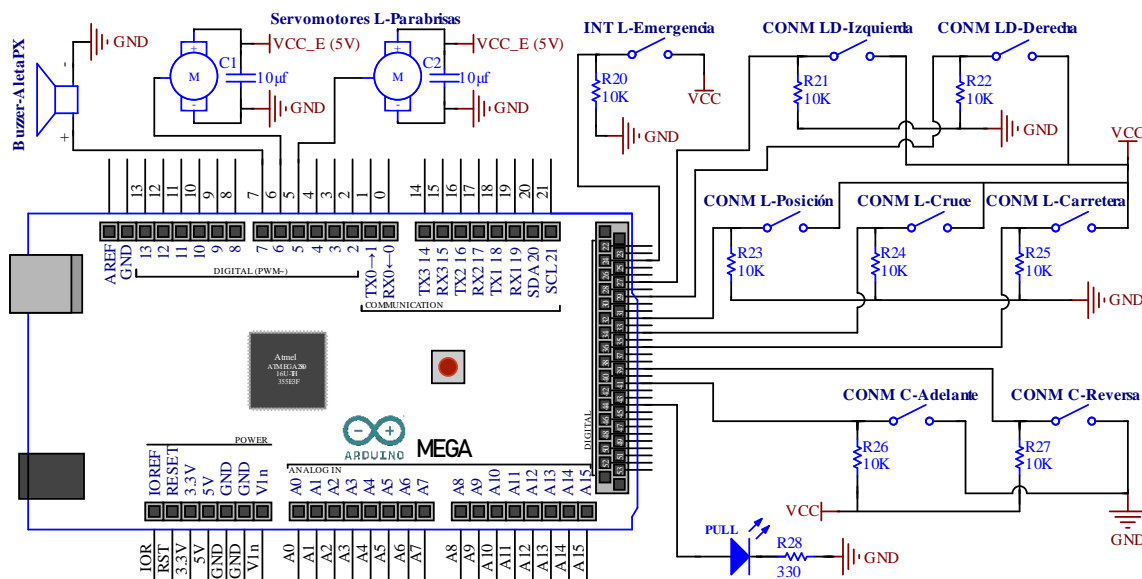 Servomotores L-Parabrisas
INT L-Emergencia
CONM LD-Izquierda
CONM LD-Derecha
Buzzer-AletaPX
-
+
GND
M
+
-
C1
10µf
VCC_E (5V)
GND
M
+
-
C2
10µf
VCC_E (5V)
GND
R20
10K
VCC
GND
R21
10K
R22
10K
GND
VCC
13 12 11 10 9 8 7 6 5 4 3 2 1 0
14 15 16 17 18 19 20 21
CONM L-Posición
CONM L-Cruce
CONM L-Carretera
R23
10K
R24
10K
R25
10K
GND
AREF GND 13 12 11 10 9 8 7 6 5 4 3 2 TX0→1 RX0←0
TX3 14 RX3 15 TX2 16 RX2 17 TX1 18 RX1 19 SDA 20 SCL 21
DIGITAL (PWM~)
COMMUNICATION
Atmel
16U-TH
355E3F
ARDUINO
MEGA
DIGITAL
POWER
ANALOG IN
IOREF RESET 3.3V 5V GND GND V1n
A0 A1 A2 A3 A4 A5 A6 A7
A8 A9 A10 A11 A12 A13 A14 A15
IOR RST 3.3V 5V GND GND V1n
A0 A1 A2 A3 A4 A5 A6 A7
A8 A9 A10 A11 A12 A13 A14 A15
CONM C-Adelante
CONM C-Reversa
R26
10K
R27
10K
VCC
GND
PULL
R28
330
GND